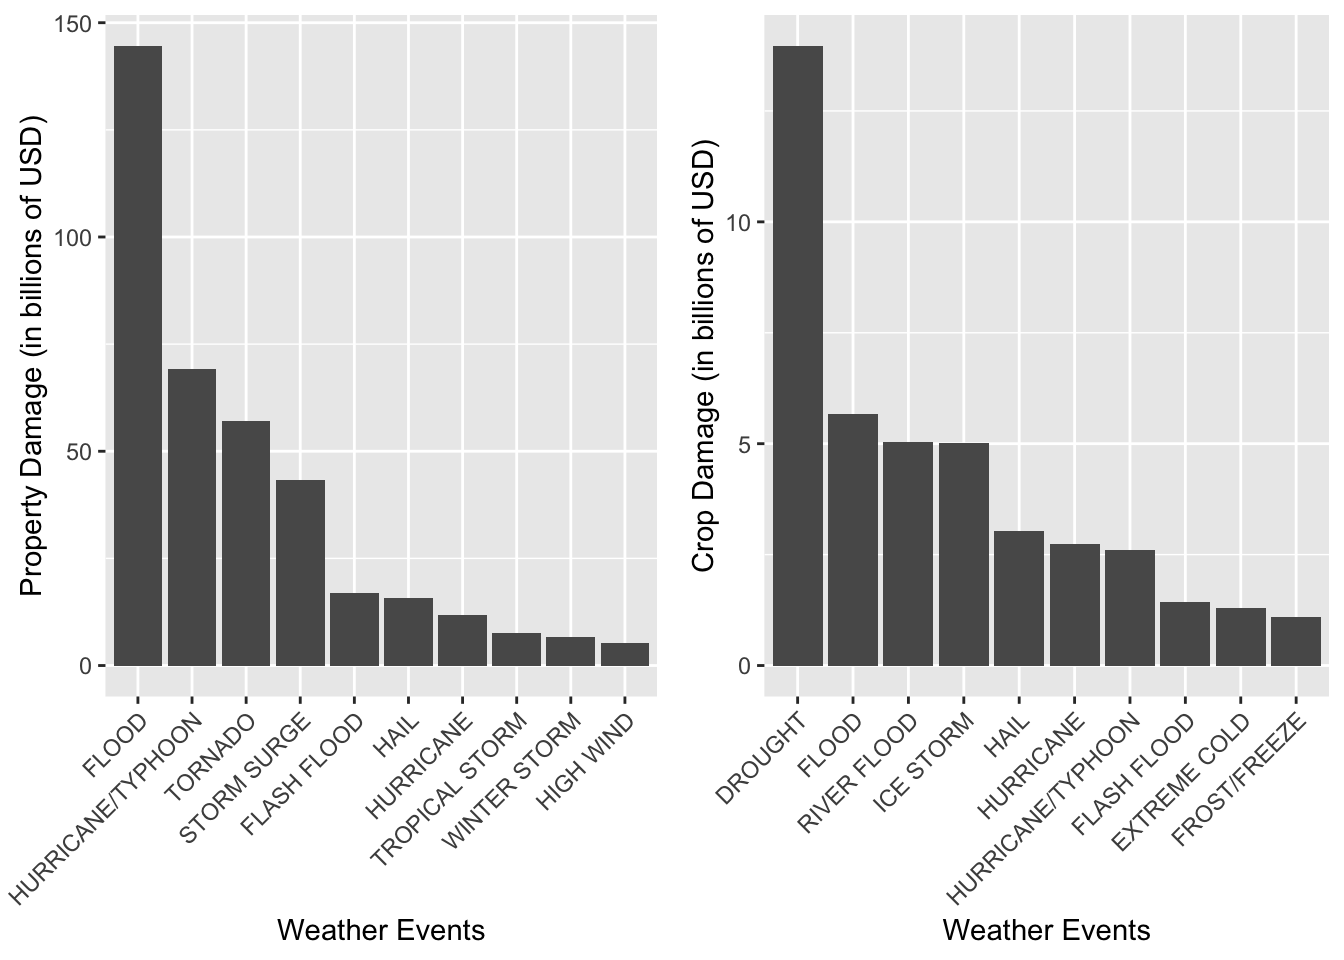 Property Damage (in billions of USD)
150
100
50
0
FLOOD
HURRICANE/TYPHOON
TORNADO
STORM SURGE
FLASH FLOOD
HAIL
HURRICANE
TROPICAL STORM
WINTER STORM
HIGH WIND
Weather Events
Crop Damage (in billions of USD)
10
5
0
DROUGHT
FLOOD
RIVER FLOOD
ICE STORM
HAIL
HURRICANE
HURRICANE/TYPHOON
FLASH FLOOD
EXTREME COLD
FROST/FREEZE
Weather Events